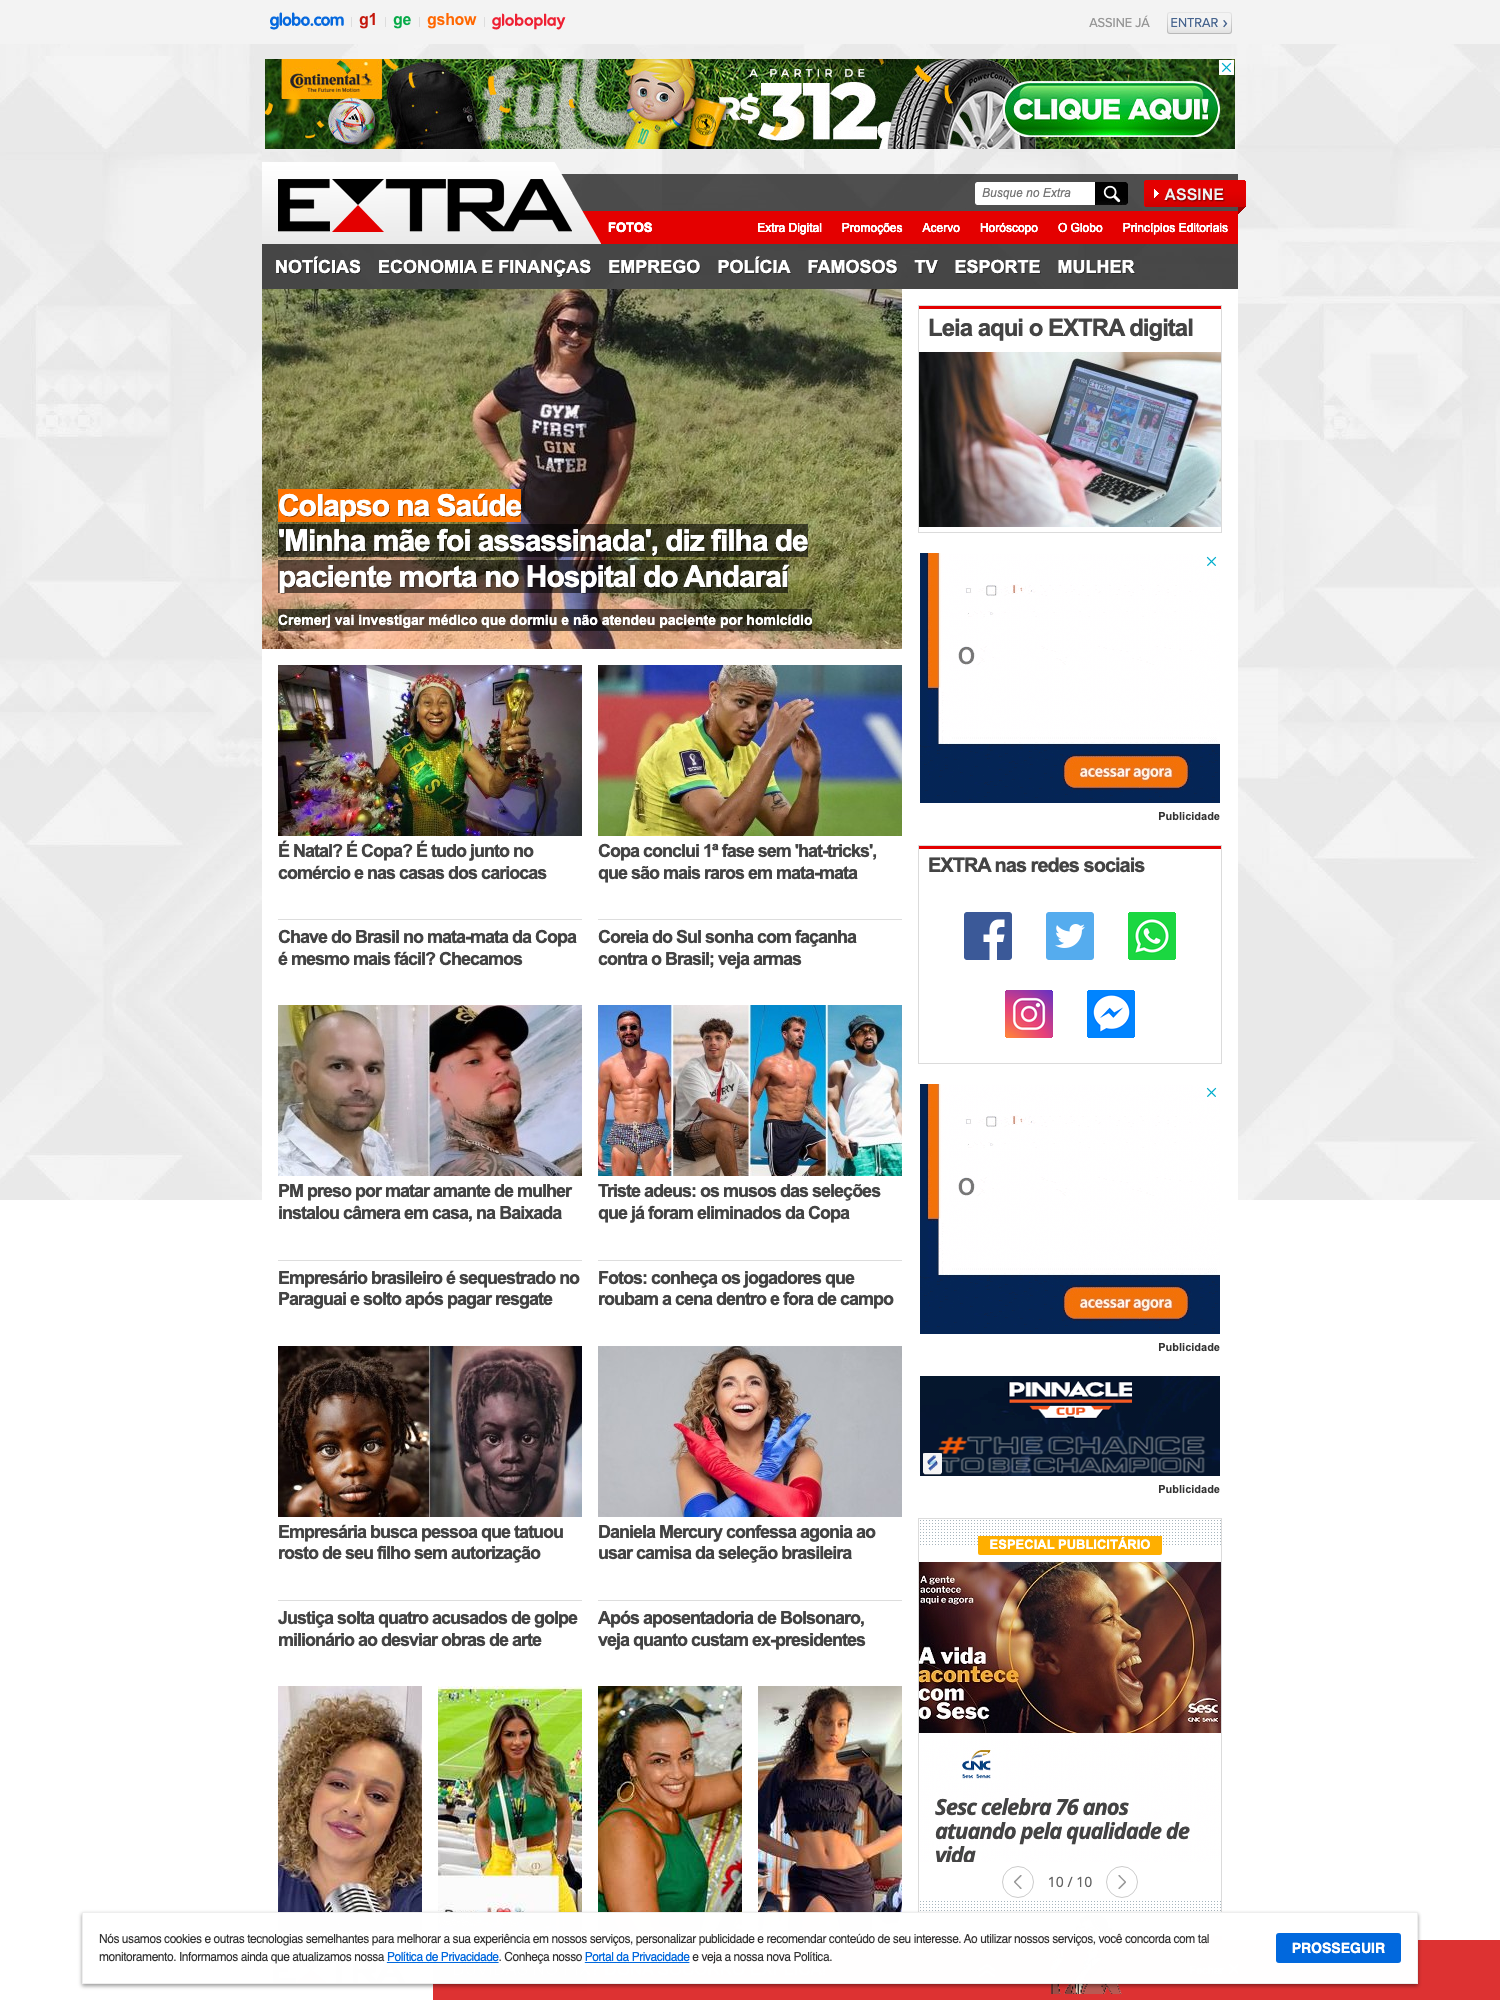 globo.com
g1
ge
gshow
globoplay
ASSINE JÁ
ENTRAR ›
Continental
The Future in Motion
full
A PARTIR DE
R$312
PowerContact
CLIQUE AQUI!
EXTRA
Busque no Extra
ASSINE
FOTOS
Extra Digital
Promoções
Acervo
Horóscopo
O Globo
Princípios Editoriais
NOTÍCIAS
ECONOMIA E FINANÇAS
EMPREGO
POLÍCIA
FAMOSOS
TV
ESPORTE
MULHER
GYM
FIRST
GIN
LATER
Colapso na Saúde
'Minha mãe foi assassinada', diz filha de
paciente morta no Hospital do Andaraí
Cremerj vai investigar médico que dormiu e não atendeu paciente por homicídio
É Natal? É Copa? É tudo junto no
comércio e nas casas dos cariocas
Copa conclui 1ª fase sem 'hat-tricks',
que são mais raros em mata-mata
Chave do Brasil no mata-mata da Copa
é mesmo mais fácil? Checamos
Coreia do Sul sonha com façanha
contra o Brasil; veja armas
PM preso por matar amante de mulher
instalou câmera em casa, na Baixada
Triste adeus: os musos das seleções
que já foram eliminados da Copa
Empresário brasileiro é sequestrado no
Paraguai e solto após pagar resgate
Fotos: conheça os jogadores que
roubam a cena dentro e fora de campo
Empresária busca pessoa que tatuou
rosto de seu filho sem autorização
Daniela Mercury confessa agonia ao
usar camisa da seleção brasileira
Justiça solta quatro acusados de golpe
milionário ao desviar obras de arte
Após aposentadoria de Bolsonaro,
veja quanto custam ex-presidentes
Leia aqui o EXTRA digital
O
acessar agora
Publicidade
EXTRA nas redes sociais
O
acessar agora
Publicidade
PINNACLE
CUP
#THE CHANCE
TO BE CHAMPION
Publicidade
ESPECIAL PUBLICITÁRIO
A gente
acontece
aqui e agora
A vida
acontece
com
o Sesc
Sesc
CNC Senac
CNC
Sesc Senac
Sesc celebra 76 anos
atuando pela qualidade de
vida
10 / 10
Nós usamos cookies e outras tecnologias semelhantes para melhorar a sua experiência em nossos serviços, personalizar publicidade e recomendar conteúdo de seu interesse. Ao utilizar nossos serviços, você concorda com tal
monitoramento. Informamos ainda que atualizamos nossa Política de Privacidade. Conheça nosso Portal da Privacidade e veja a nossa nova Política.
PROSSEGUIR